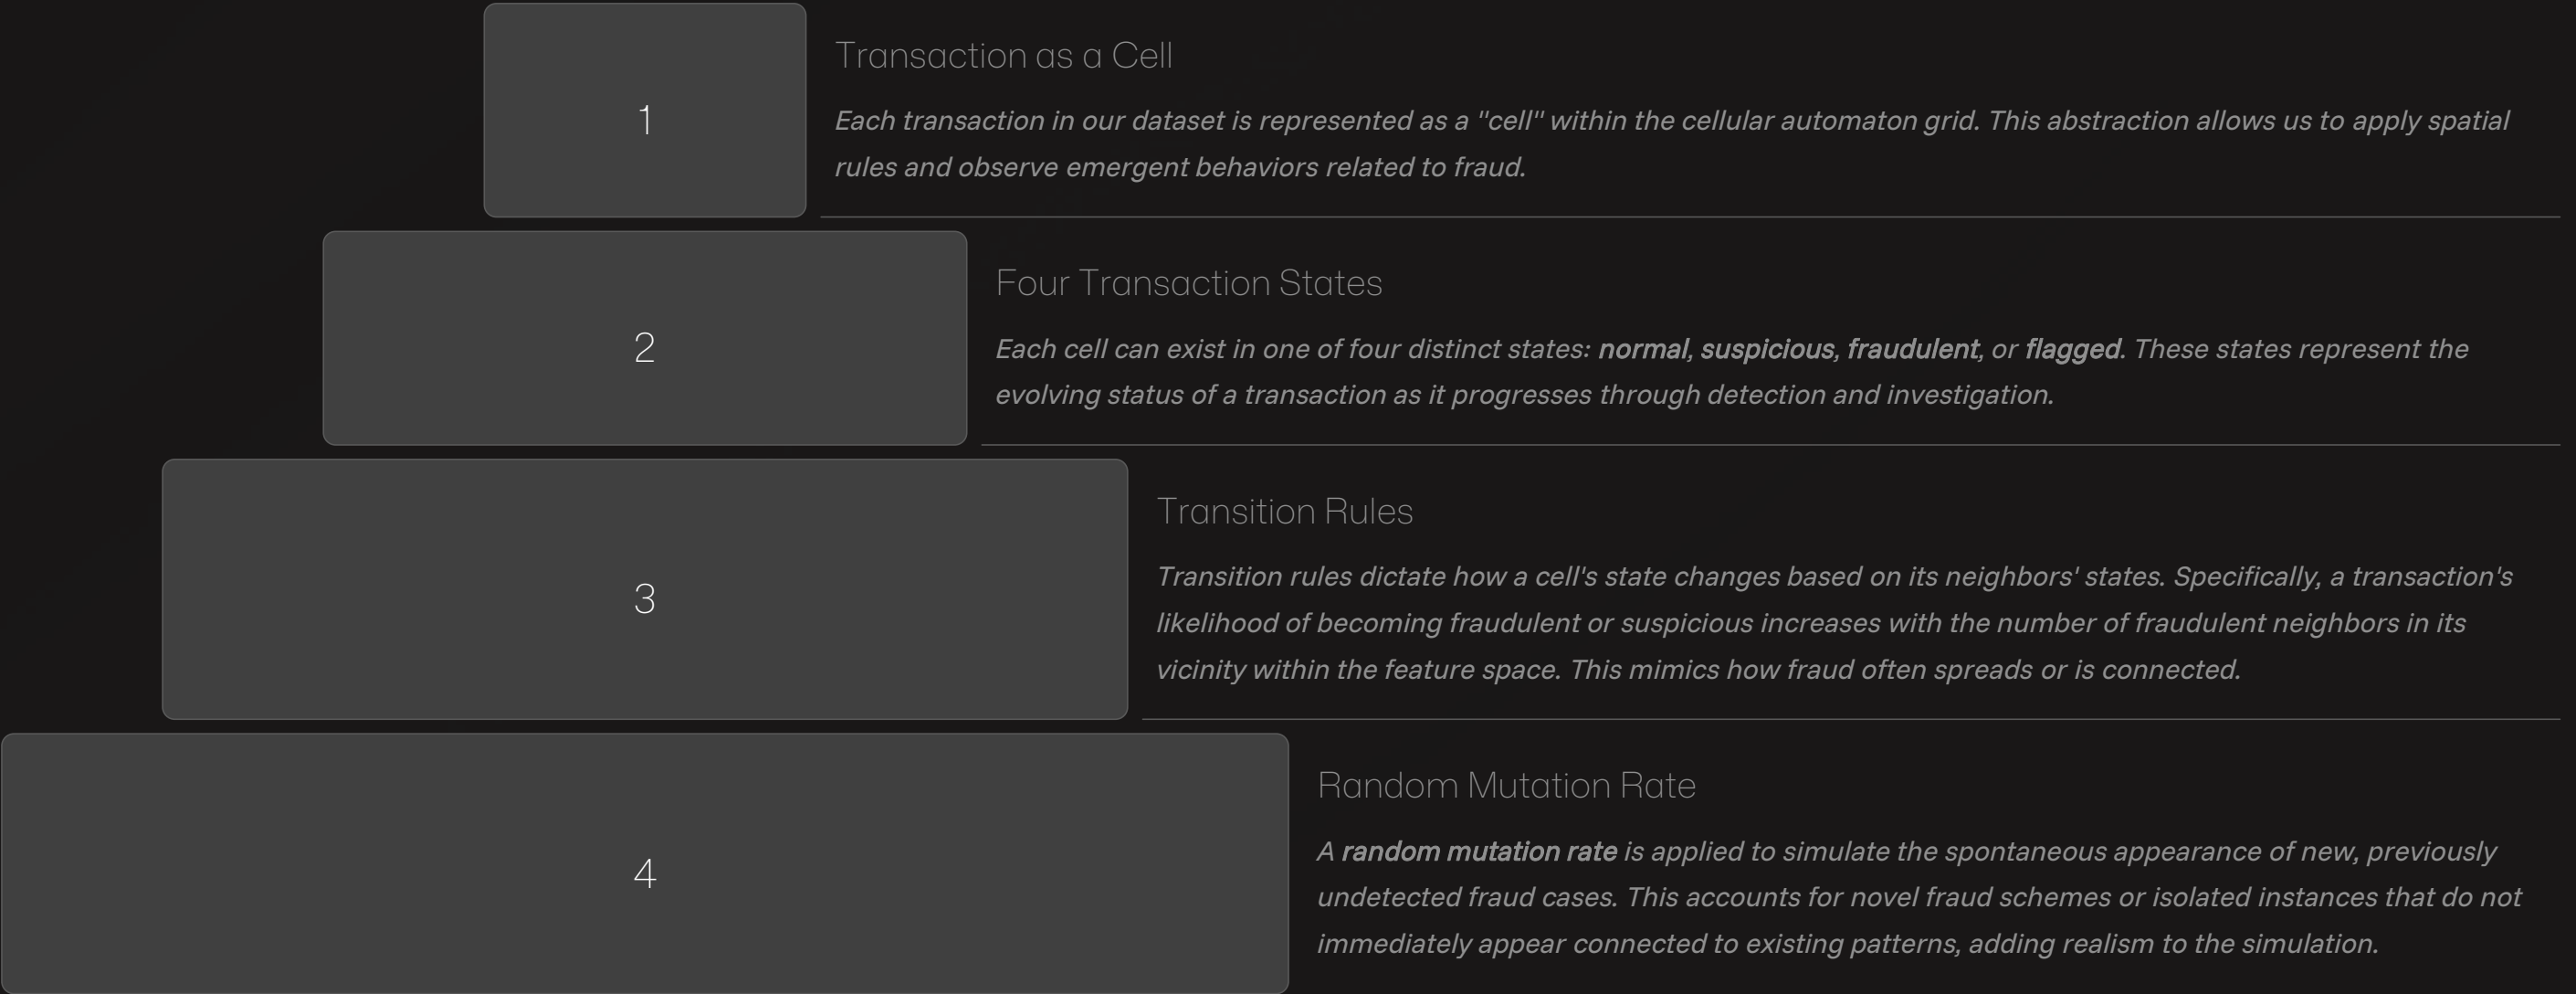 1
Transaction as a Cell
Each transaction in our dataset is represented as a "cell" within the cellular automaton grid. This abstraction allows us to apply spatial
rules and observe emergent behaviors related to fraud.
2
Four Transaction States
Each cell can exist in one of four distinct states: normal, suspicious, fraudulent, or flagged. These states represent the
evolving status of a transaction as it progresses through detection and investigation.
3
Transition Rules
Transition rules dictate how a cell's state changes based on its neighbors' states. Specifically, a transaction's
likelihood of becoming fraudulent or suspicious increases with the number of fraudulent neighbors in its
vicinity within the feature space. This mimics how fraud often spreads or is connected.
4
Random Mutation Rate
A random mutation rate is applied to simulate the spontaneous appearance of new, previously
undetected fraud cases. This accounts for novel fraud schemes or isolated instances that do not
immediately appear connected to existing patterns, adding realism to the simulation.